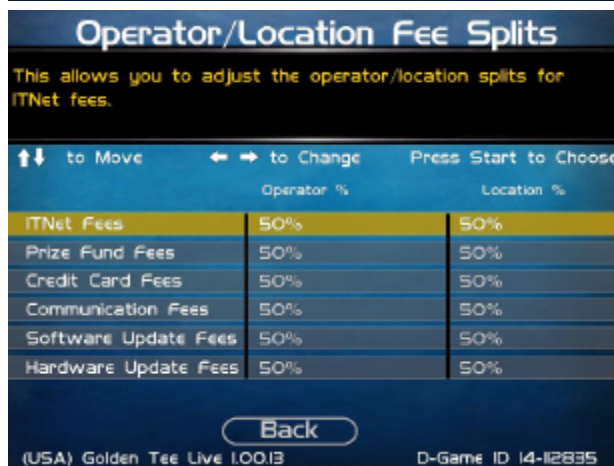 Operator/Location Fee Splits
This allows you to adjust the operator/location splits for
ITNet fees.
to Move to Change Press Start to Choose
Operator % Location %
ITNet Fees 50% 50%
Prize Fund Fees 50% 50%
Credit Card Fees 50% 50%
Communication Fees 50% 50%
Software Update Fees 50% 50%
Hardware Update Fees 50% 50%
Back
(USA) Golden Tee Live 1.00.13 D-Game ID 14-112835